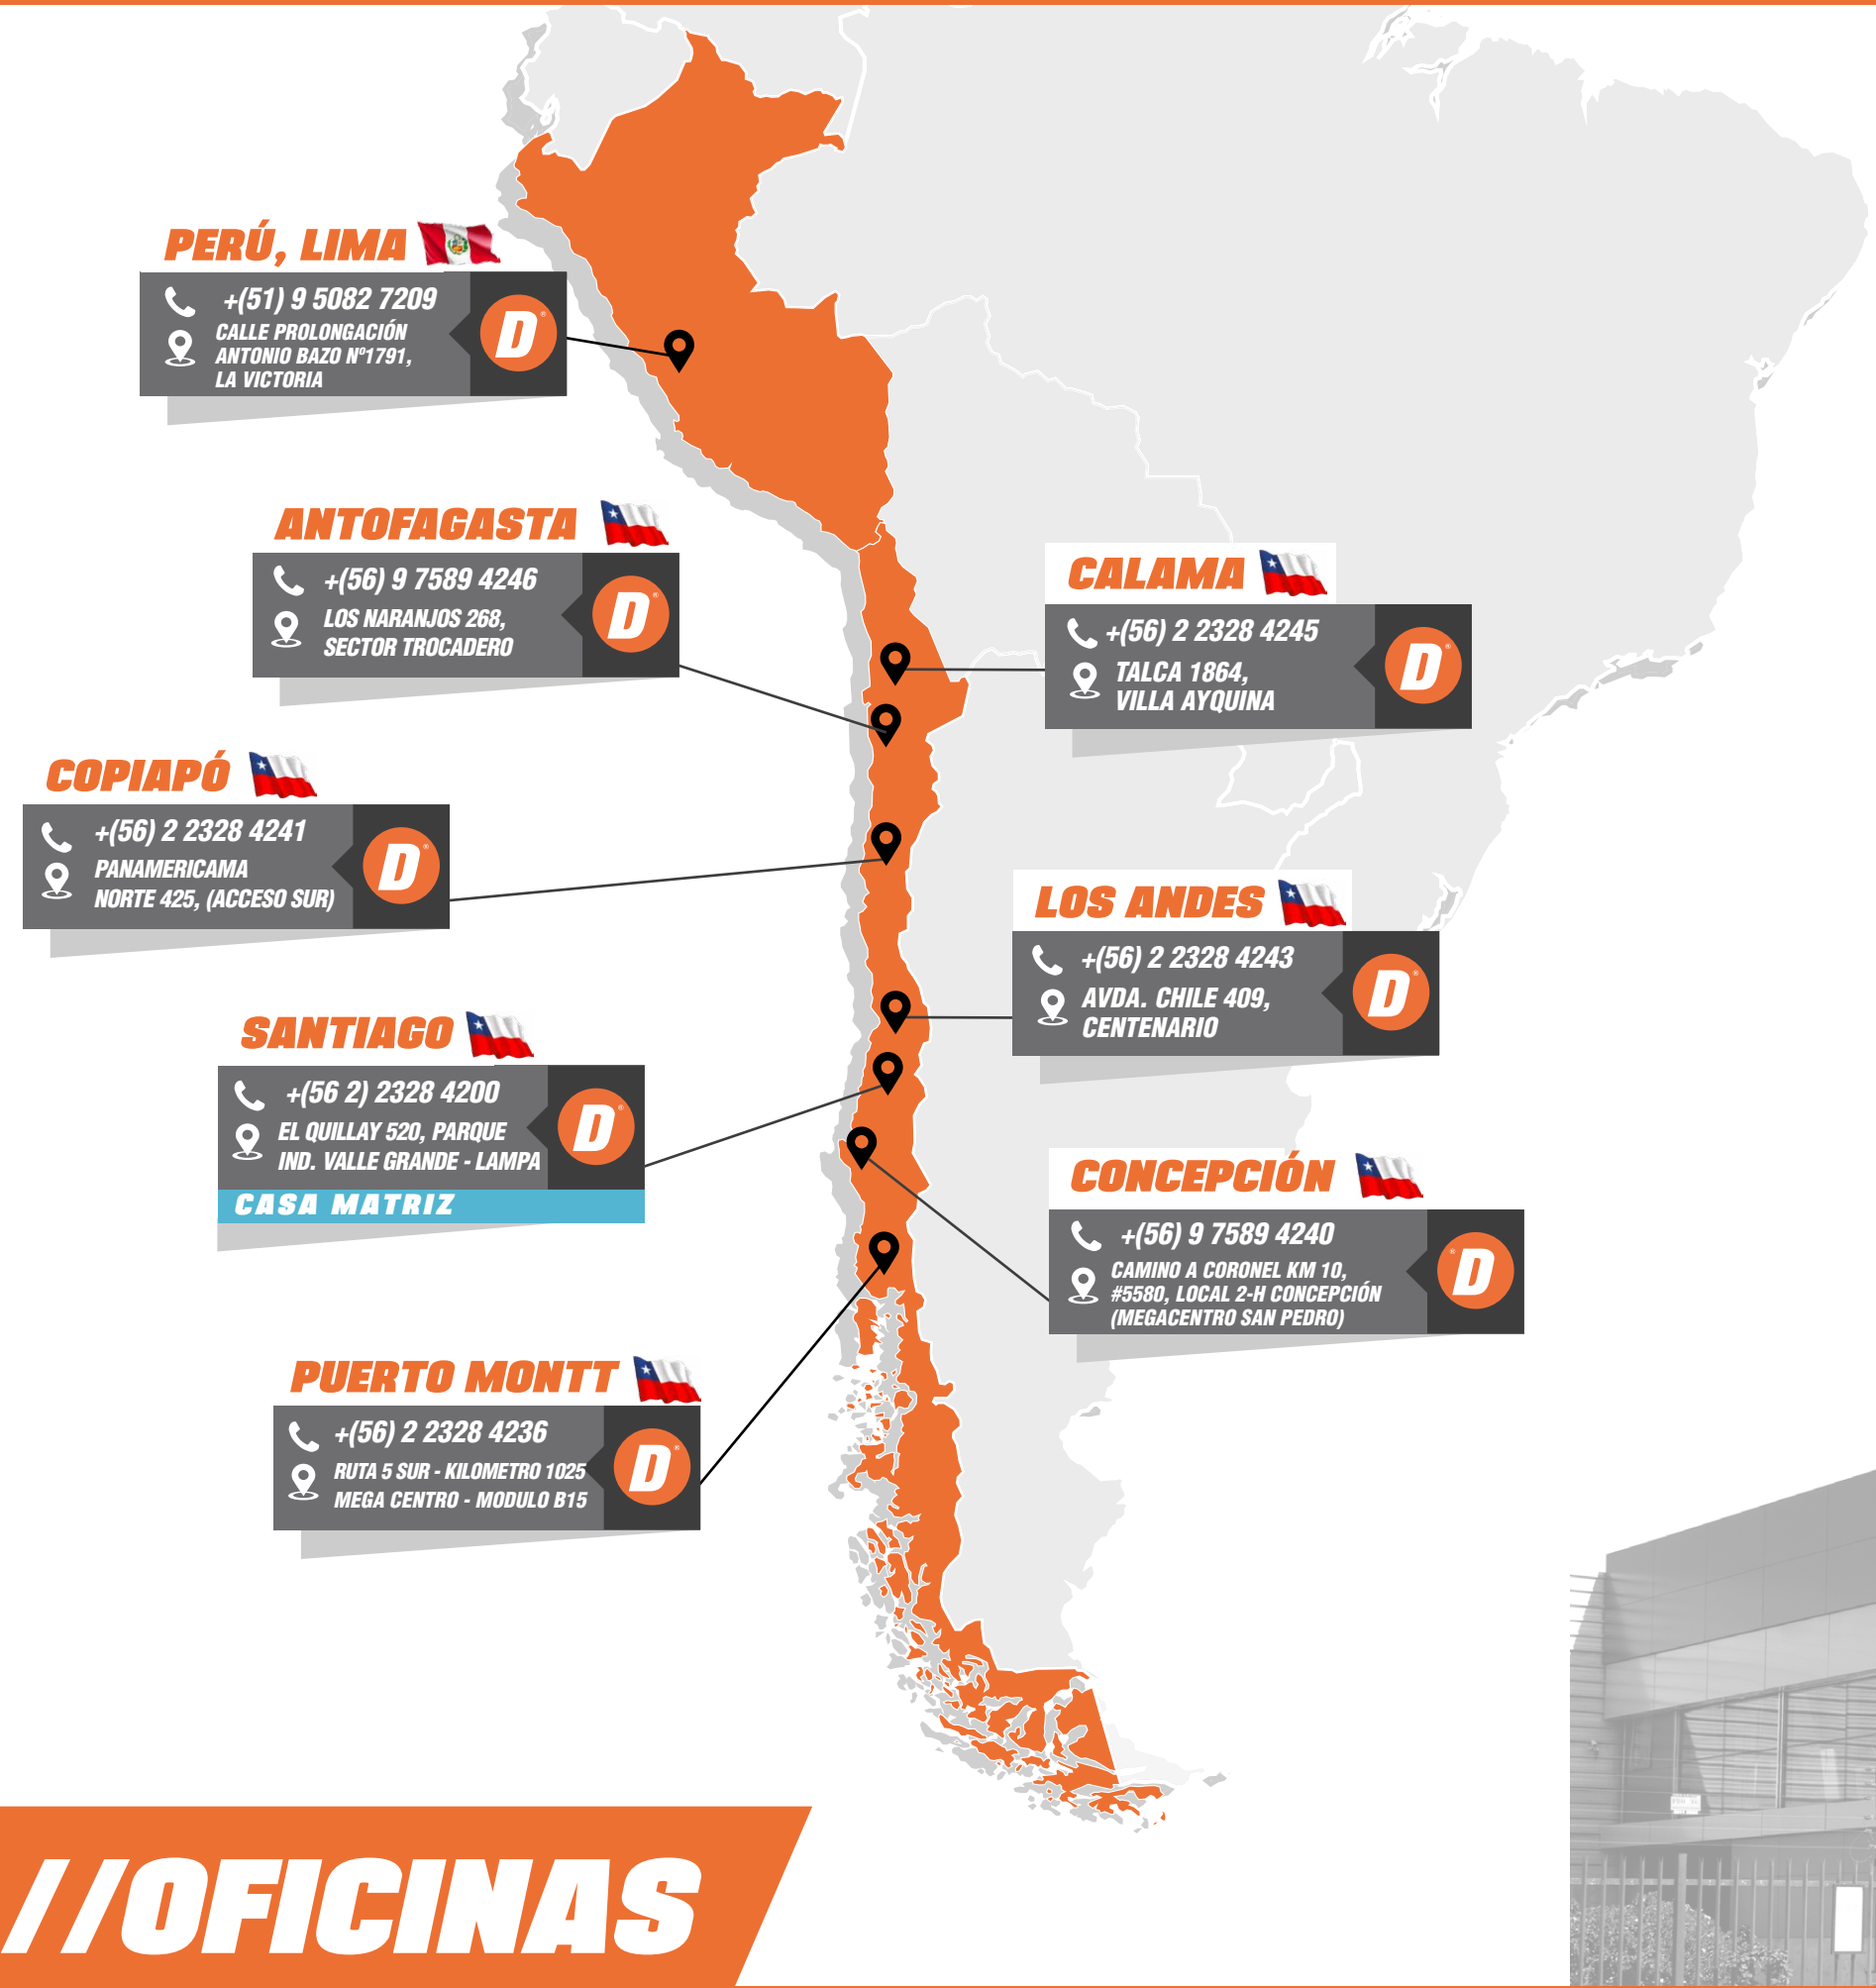 PERÚ, LIMA
+(51) 9 5082 7209
CALLE PROLONGACIÓN
ANTONIO BAZO Nº1791,
LA VICTORIA
D
ANTOFAGASTA
+(56) 9 7589 4246
LOS NARANJOS 268,
SECTOR TROCADERO
D
CALAMA
+(56) 2 2328 4245
TALCA 1864,
VILLA AYQUINA
D
COPIAPÓ
+(56) 2 2328 4241
PANAMERICAMA
NORTE 425, (ACCESO SUR)
D
LOS ANDES
+(56) 2 2328 4243
AVDA. CHILE 409,
CENTENARIO
D
SANTIAGO
+(56 2) 2328 4200
EL QUILLAY 520, PARQUE
IND. VALLE GRANDE - LAMPA
D
CASA MATRIZ
CONCEPCIÓN
+(56) 9 7589 4240
CAMINO A CORONEL KM 10,
#5580, LOCAL 2-H CONCEPCIÓN
(MEGACENTRO SAN PEDRO)
D
PUERTO MONTT
+(56) 2 2328 4236
RUTA 5 SUR - KILOMETRO 1025
MEGA CENTRO - MODULO B15
D
//OFICINAS